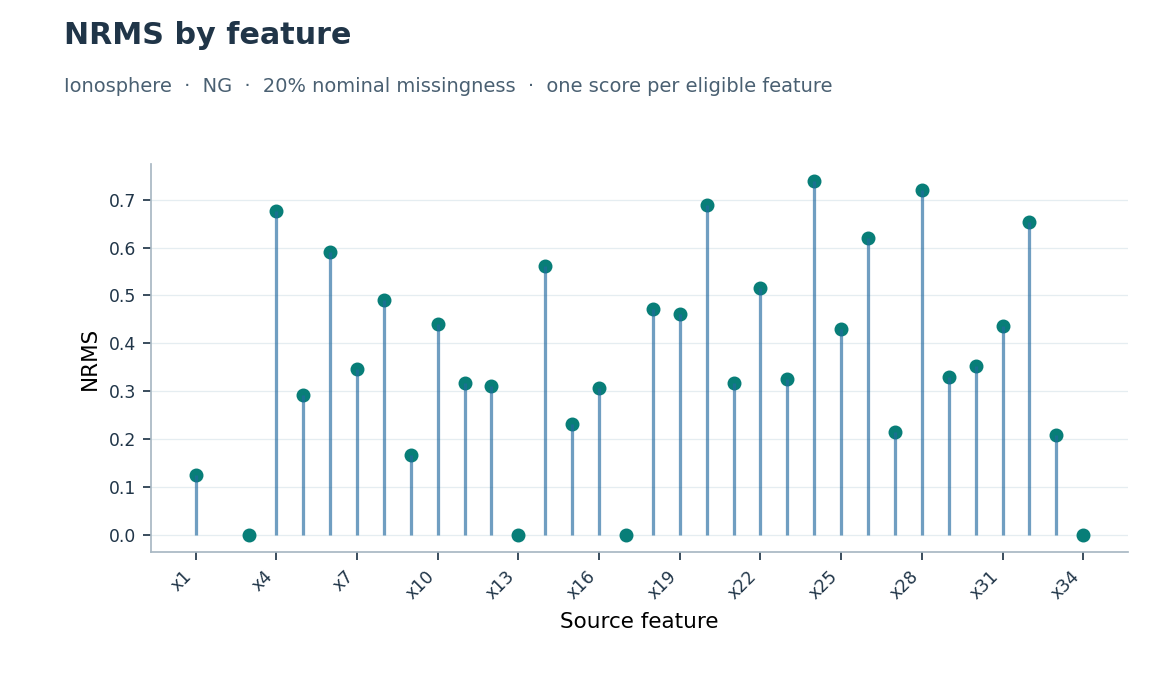 NRMS by feature
Ionosphere · NG · 20% nominal missingness · one score per eligible feature
0.7
0.6
0.5
0.4
0.3
0.2
0.1
0.0
NRMS
x1 x4 x7 x10 x13 x16 x19 x22 x25 x28 x31 x34
Source feature